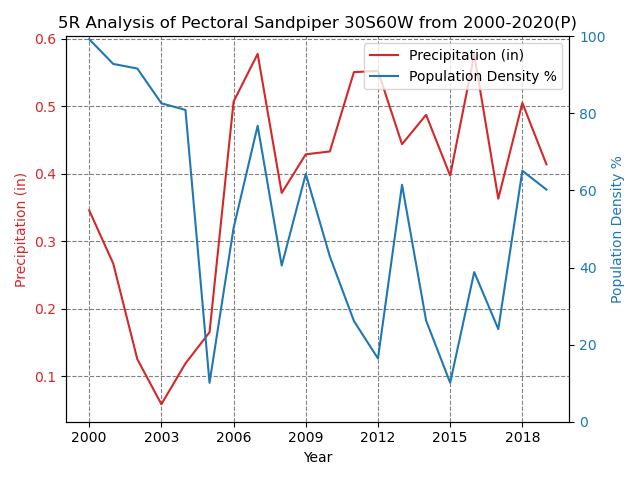 5R Analysis of Pectoral Sandpiper 30S60W from 2000-2020(P)
Precipitation (in)
Population Density %
0.6
0.5
0.4
0.3
0.2
0.1
Precipitation (in)
100
80
60
40
20
0
Population Density %
2000 2003 2006 2009 2012 2015 2018
Year